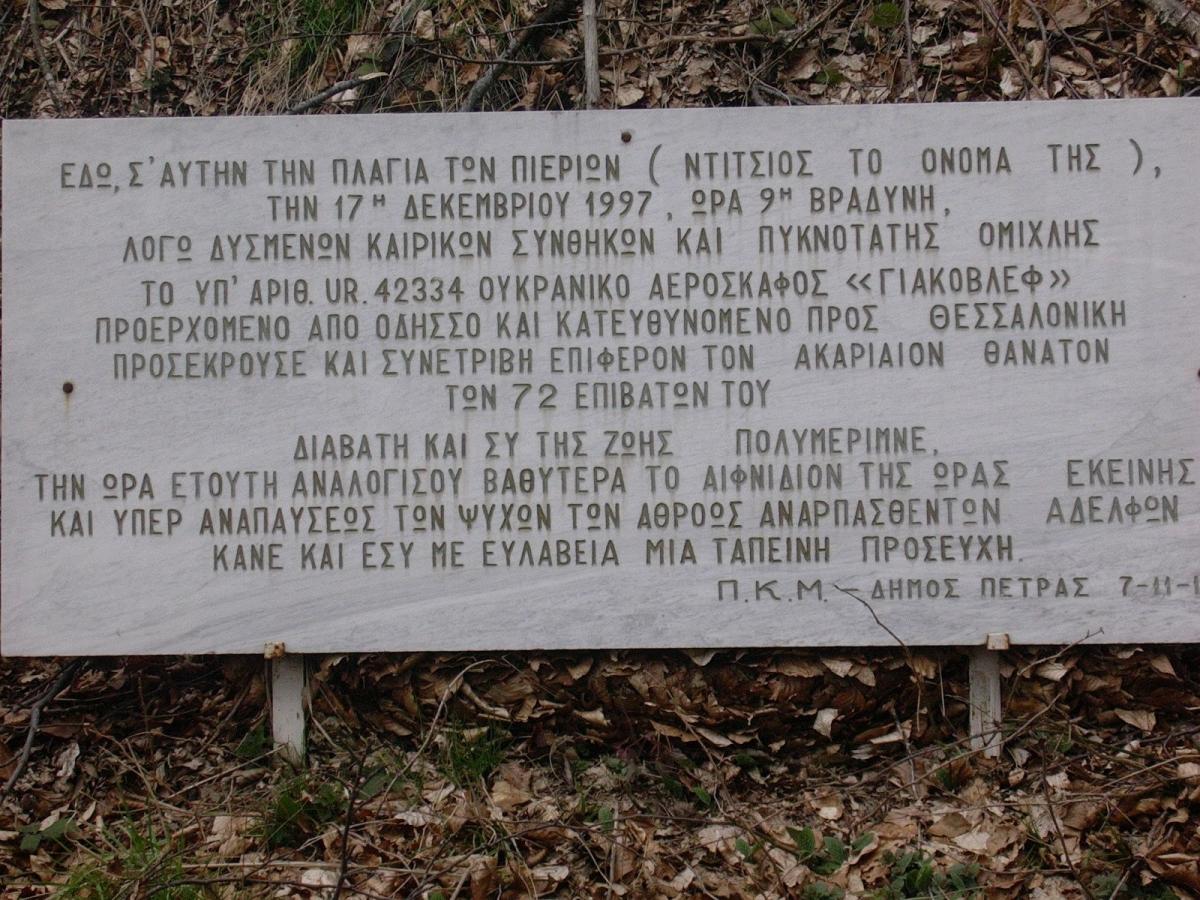 ΕΔΩ, Σ'ΑΥΤΗΝ ΤΗΝ ΠΛΑΓΙΑ ΤΩΝ ΠΙΕΡΙΩΝ ( ΝΤΙΤΣΙΟΣ ΤΟ ΟΝΟΜΑ ΤΗΣ ),
ΤΗΝ 17Η ΔΕΚΕΜΒΡΙΟΥ 1997, ΩΡΑ 9Η ΒΡΑΔΥΝΗ,
ΛΟΓΩ ΔΥΣΜΕΝΩΝ ΚΑΙΡΙΚΩΝ ΣΥΝΘΗΚΩΝ ΚΑΙ ΠΥΚΝΟΤΑΤΗΣ ΟΜΙΧΛΗΣ
ΤΟ ΥΠ' ΑΡΙΘ. UR. 42334 ΟΥΚΡΑΝΙΚΟ ΑΕΡΟΣΚΑΦΟΣ «ΓΙΑΚΟΒΛΕΦ»
ΠΡΟΕΡΧΟΜΕΝΟ ΑΠΟ ΟΔΗΣΣΟ ΚΑΙ ΚΑΤΕΥΘΥΝΟΜΕΝΟ ΠΡΟΣ ΘΕΣΣΑΛΟΝΙΚΗ
ΠΡΟΣΕΚΡΟΥΣΕ ΚΑΙ ΣΥΝΕΤΡΙΒΗ ΕΠΙΦΕΡΟΝ ΤΟΝ ΑΚΑΡΙΑΙΟΝ ΘΑΝΑΤΟΝ
ΤΩΝ 72 ΕΠΙΒΑΤΩΝ ΤΟΥ
ΔΙΑΒΑΤΗ ΚΑΙ ΣΥ ΤΗΣ ΖΩΗΣ ΠΟΛΥΜΕΡΙΜΝΕ,
ΤΗΝ ΩΡΑ ΕΤΟΥΤΗ ΑΝΑΛΟΓΙΣΟΥ ΒΑΘΥΤΕΡΑ ΤΟ ΑΙΦΝΙΔΙΟΝ ΤΗΣ ΩΡΑΣ ΕΚΕΙΝΗΣ
ΚΑΙ ΥΠΕΡ ΑΝΑΠΑΥΣΕΩΣ ΤΩΝ ΨΥΧΩΝ ΤΩΝ ΑΘΡΟΩΣ ΑΝΑΡΠΑΣΘΕΝΤΩΝ ΑΔΕΛΦΩΝ
ΚΑΝΕ ΚΑΙ ΕΣΥ ΜΕ ΕΥΛΑΒΕΙΑ ΜΙΑ ΤΑΠΕΙΝΗ ΠΡΟΣΕΥΧΗ.
Π.Κ.Μ. – ΔΗΜΟΣ ΠΕΤΡΑΣ 7-11-